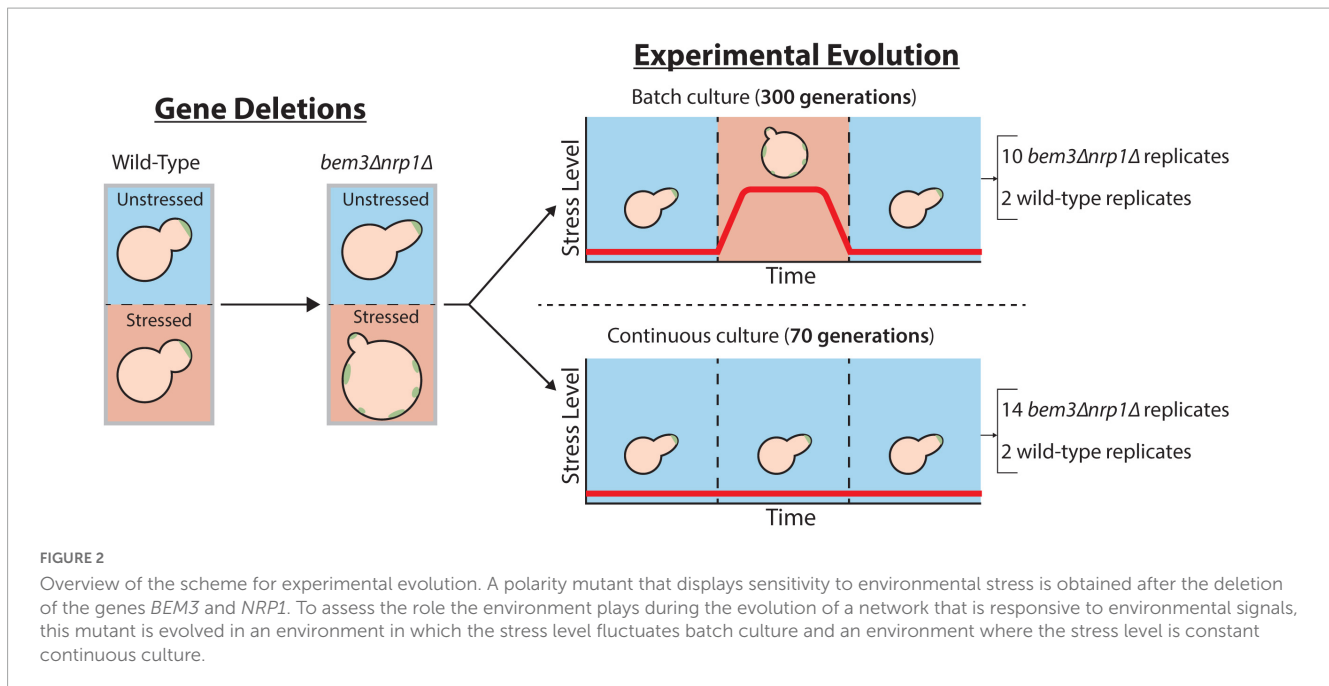 Experimental Evolution
Gene Deletions
Batch culture (300 generations)
Wild-Type
bem3Δnrp1Δ
Unstressed
Unstressed
Stressed
Stressed
Stress Level
Time
10 bem3Δnrp1Δ replicates
2 wild-type replicates
Continuous culture (70 generations)
Stress Level
Time
14 bem3Δnrp1Δ replicates
2 wild-type replicates
FIGURE 2
Overview of the scheme for experimental evolution. A polarity mutant that displays sensitivity to environmental stress is obtained after the deletion
of the genes BEM3 and NRP1. To assess the role the environment plays during the evolution of a network that is responsive to environmental signals,
this mutant is evolved in an environment in which the stress level fluctuates batch culture and an environment where the stress level is constant
continuous culture.